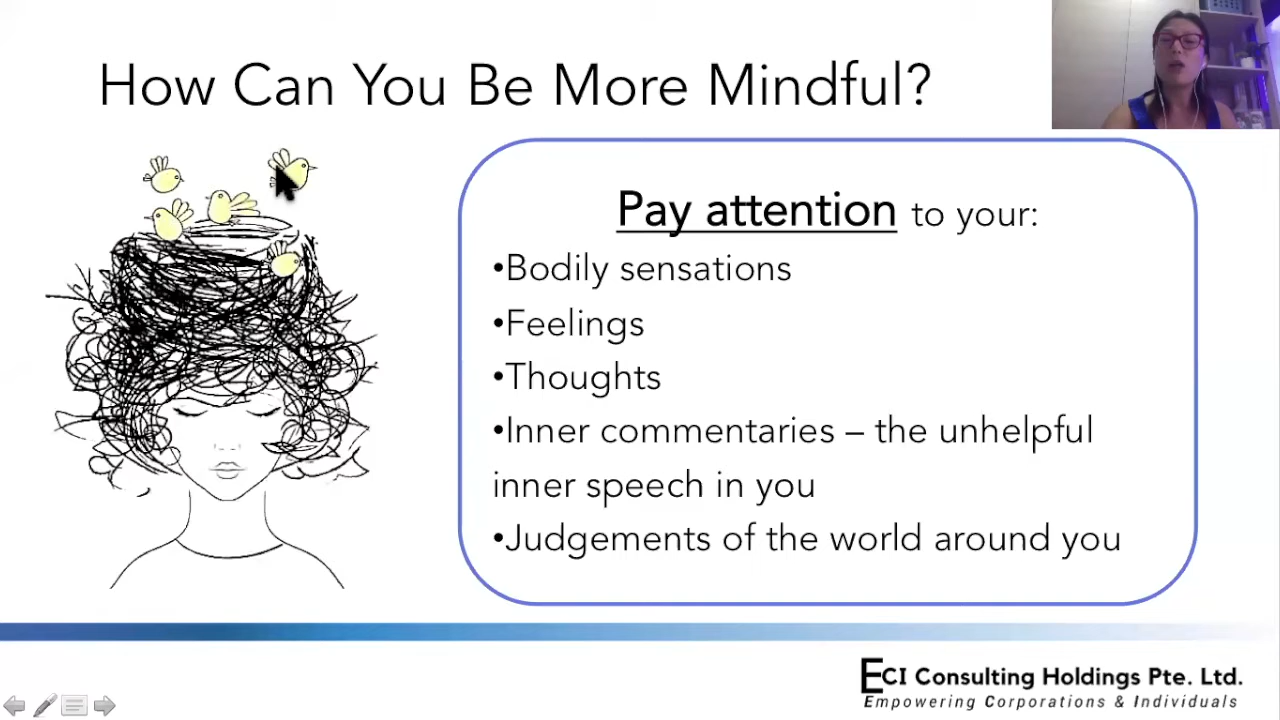 How Can You Be More Mindful?
Pay attention to your:
•Bodily sensations
•Feelings
•Thoughts
•Inner commentaries – the unhelpful
inner speech in you
•Judgements of the world around you
ECI Consulting Holdings Pte. Ltd.
Empowering Corporations & Individuals